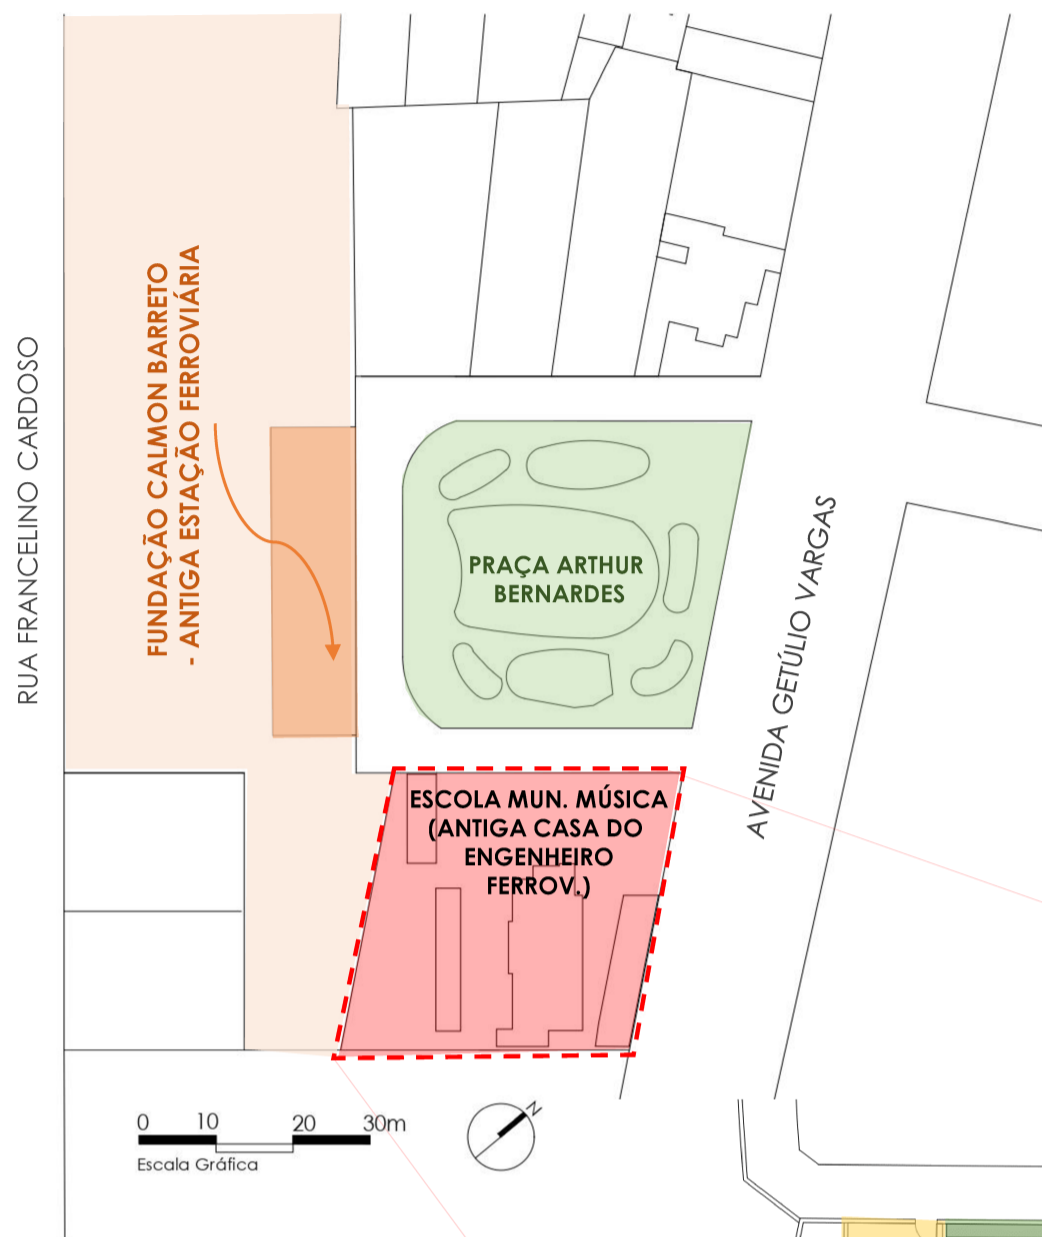 RUA FRANCELINO CARDOSO
FUNDAÇÃO CALMON BARRETO
- ANTIGA ESTAÇÃO FERROVIÁRIA
PRAÇA ARTHUR
BERNARDES
AVENIDA GETÚLIO VARGAS
ESCOLA MUN. MÚSICA
(ANTIGA CASA DO
ENGENHEIRO
FERROV.)
0 10 20 30m
Escala Gráfica
N